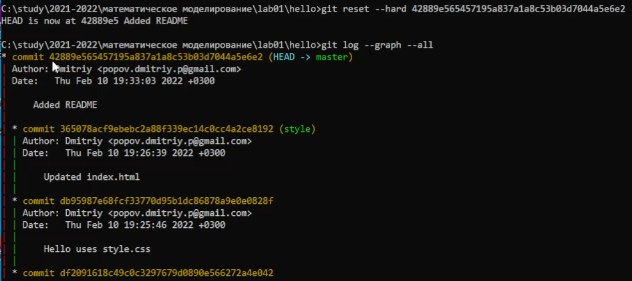 C:\study\2021-2022\математическое моделирование\lab01\hello>git reset --hard 42889e565457195a837a1a8c53b03d7044a5e6e2
HEAD is now at 42889e5 Added README
C:\study\2021-2022\математическое моделирование\lab01\hello>git log --graph --all
* commit 42889e565457195a837a1a8c53b03d7044a5e6e2 (HEAD -> master)
| Author: Dmitriy <popov.dmitriy.p@gmail.com>
| Date: Thu Feb 10 19:33:03 2022 +0300
|
| Added README
|
| * commit 365078acf9ebebc2a88f339ec14c0cc4a2ce8192 (style)
| | Author: Dmitriy <popov.dmitriy.p@gmail.com>
| | Date: Thu Feb 10 19:26:39 2022 +0300
| |
| | Updated index.html
| |
| * commit db95987e68fcf33770d95b1dc86878a9e0e0828f
| | Author: Dmitriy <popov.dmitriy.p@gmail.com>
| | Date: Thu Feb 10 19:25:46 2022 +0300
| |
| | Hello uses style.css
| |
| * commit df2091618c49c0c3297679d0890e566272a4e042